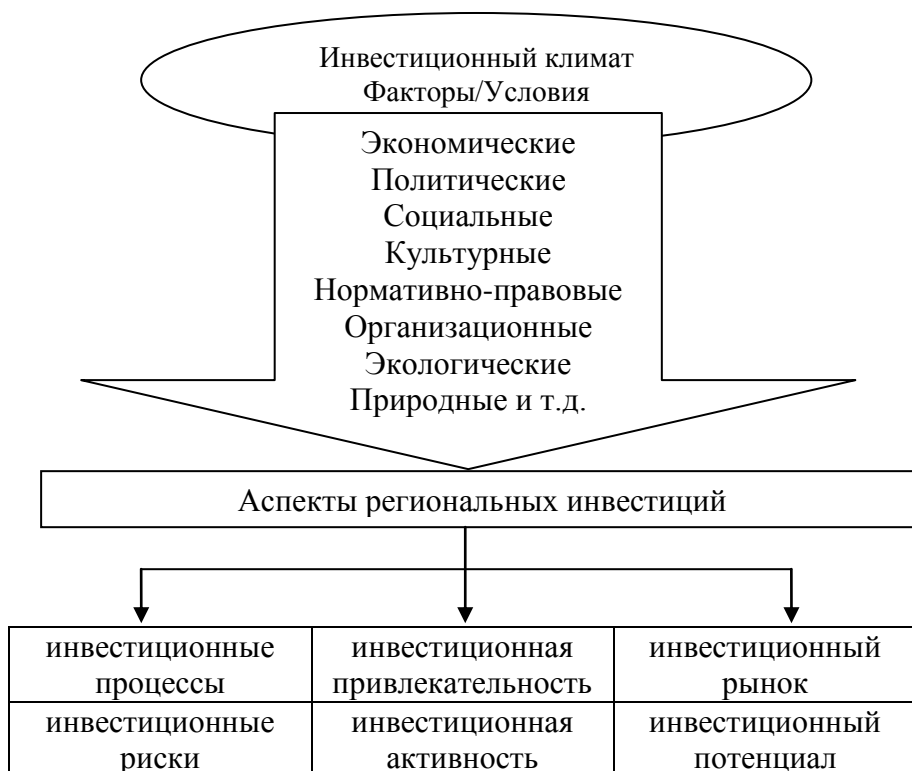 Инвестиционный климат
Факторы/Условия
Экономические
Политические
Социальные
Культурные
Нормативно-правовые
Организационные
Экологические
Природные и т.д.
Аспекты региональных инвестиций
инвестиционные
процессы
инвестиционная
привлекательность
инвестиционный
рынок
инвестиционные
риски
инвестиционная
активность
инвестиционный
потенциал